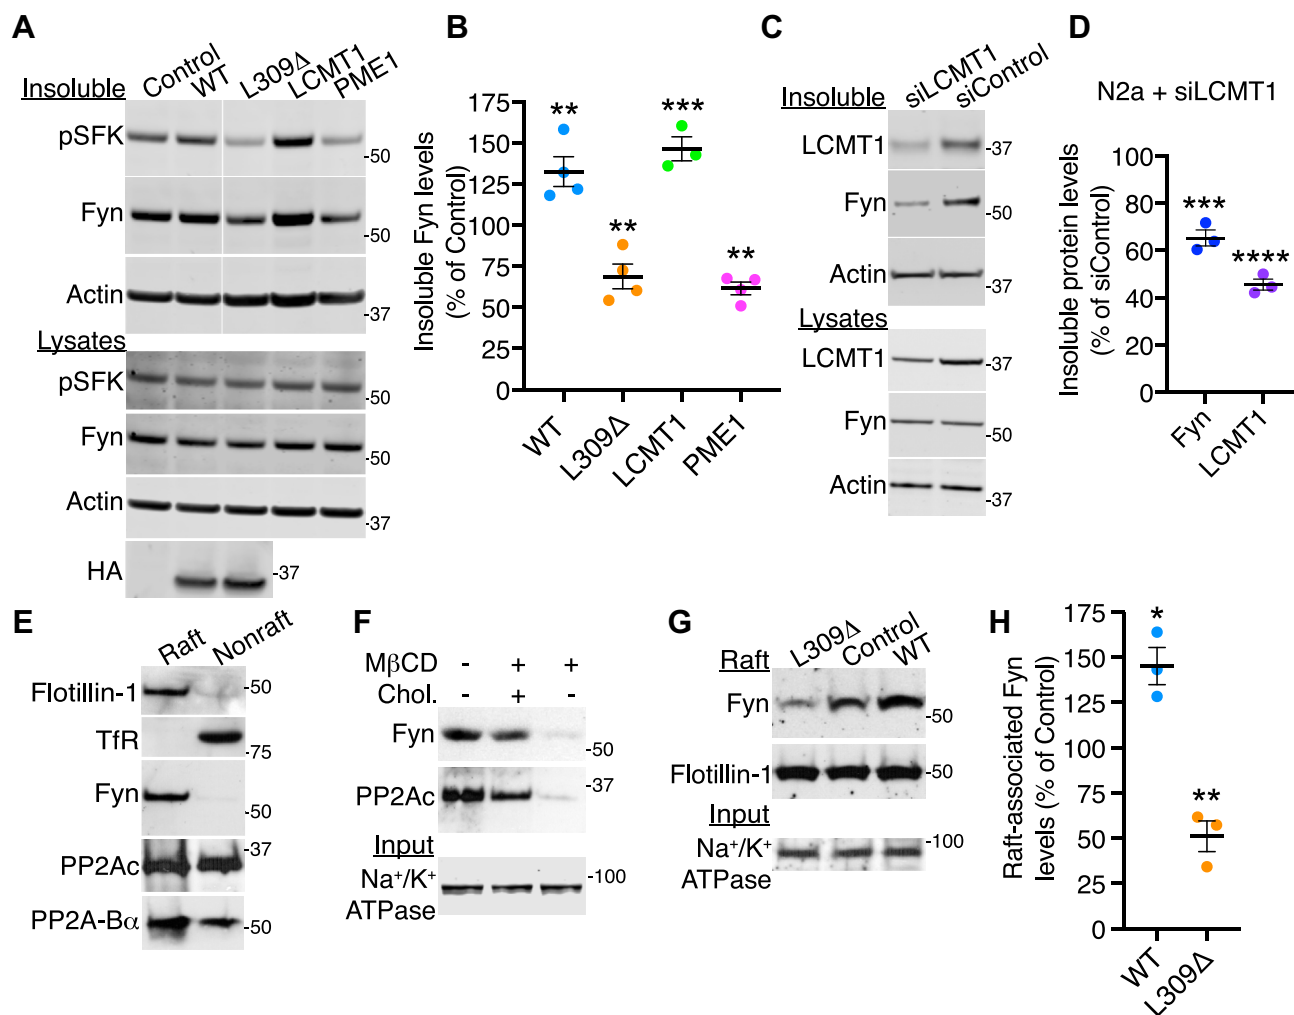 A
Control
WT
L309Δ
LCMT1
PME1
Insoluble
pSFK
-50
Fyn
-50
Actin
-37
Lysates
pSFK
-50
Fyn
-50
Actin
-37
HA
-37
B
Insoluble Fyn levels
(% of Control)
175
150
125
100
75
50
25
0
**
**
***
**
WT
L309Δ
LCMT1
PME1
C
siLCMT1
siControl
Insoluble
LCMT1
-37
Fyn
-50
Actin
-37
Lysates
LCMT1
-37
Fyn
-50
Actin
-37
D
N2a + siLCMT1
Insoluble protein levels
(% of siControl)
100
80
60
40
20
0
***
****
Fyn
LCMT1
E
Raft
Nonraft
Flotillin-1
-50
TfR
-75
Fyn
-50
PP2Ac
-37
PP2A-Bα
-50
F
MβCD - + +
Chol. - + -
Fyn
-50
PP2Ac
-37
Input
Na⁺/K⁺
ATPase
-100
G
L309Δ
Control
WT
Raft
Fyn
-50
Flotillin-1
-50
Input
Na⁺/K⁺
ATPase
-100
H
Raft-associated Fyn
levels (% of Control)
175
150
125
100
75
50
25
0
*
**
WT
L309Δ